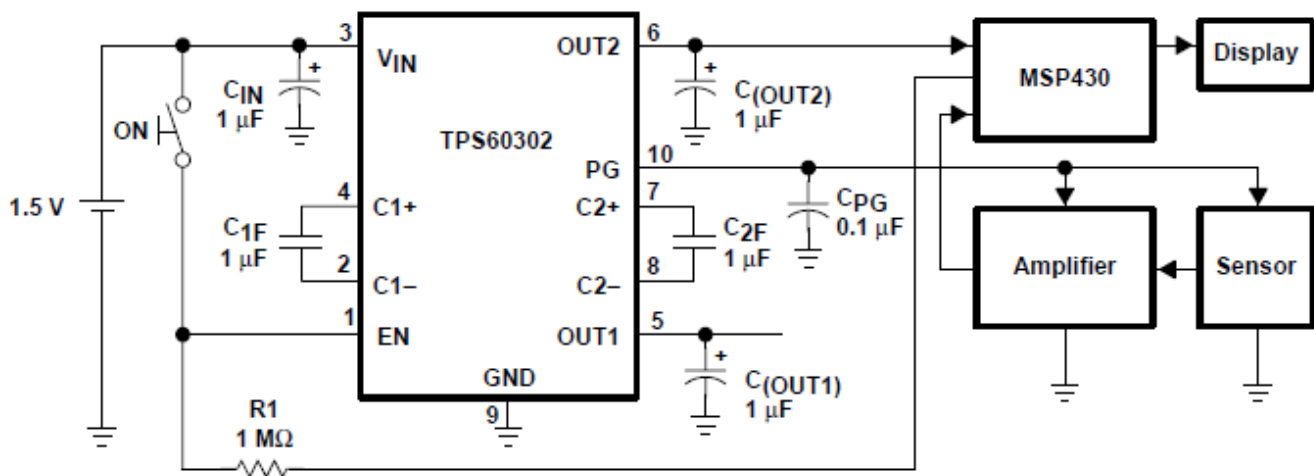 3
VIN
OUT2
6
MSP430
Display
CIN
1 µF
+
C(OUT2)
1 µF
+
ON
TPS60302
PG
10
1.5 V
4
C1+
C2+
7
CPG
0.1 µF
C1F
1 µF
C2F
1 µF
Amplifier
Sensor
2
C1–
C2–
8
1
EN
OUT1
5
GND
9
+
C(OUT1)
1 µF
R1
1 MΩ